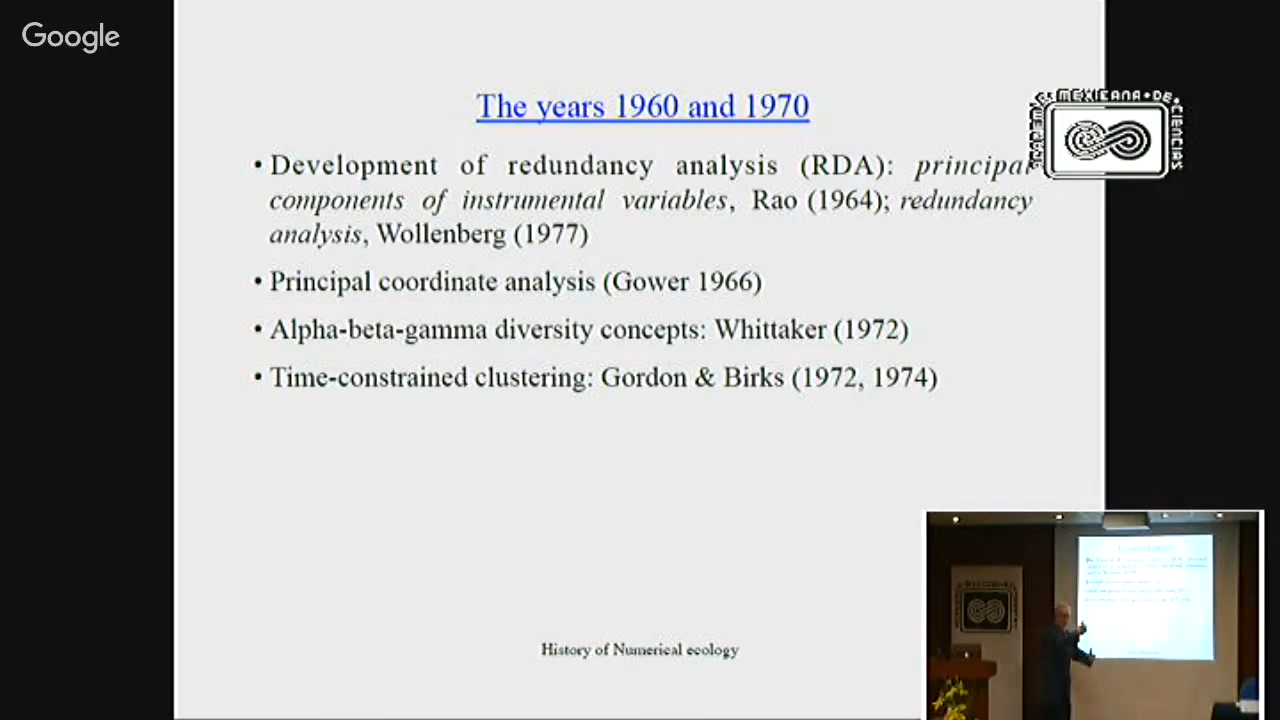 Google
The years 1960 and 1970
ACADEMIA MEXICANA DE CIENCIAS
• Development of redundancy analysis (RDA): principal
components of instrumental variables, Rao (1964); redundancy
analysis, Wollenberg (1977)
• Principal coordinate analysis (Gower 1966)
• Alpha-beta-gamma diversity concepts: Whittaker (1972)
• Time-constrained clustering: Gordon & Birks (1972, 1974)
History of Numerical ecology